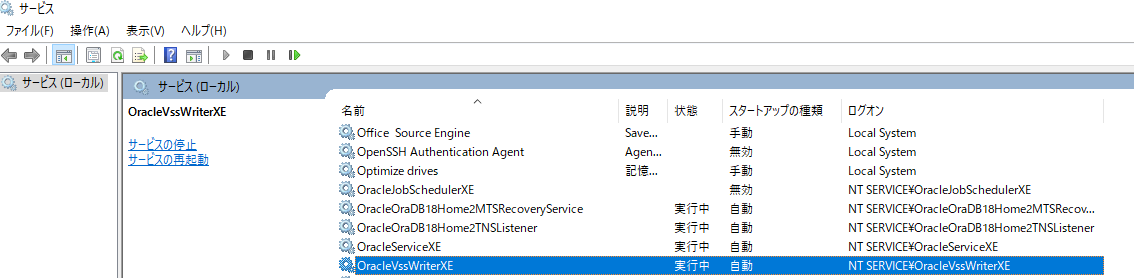 サービス
ファイル(F) 操作(A) 表示(V) ヘルプ(H)
サービス (ローカル)
サービス (ローカル)
OracleVssWriterXE
サービスの停止
サービスの再起動
名前 説明 状態 スタートアップの種類 ログオン
Office Source Engine Save... 手動 Local System
OpenSSH Authentication Agent Agen... 無効 Local System
Optimize drives 記憶... 手動 Local System
OracleJobSchedulerXE 無効 NT SERVICE¥OracleJobSchedulerXE
OracleOraDB18Home2MTSRecoveryService 実行中 自動 NT SERVICE¥OracleOraDB18Home2MTSRecov...
OracleOraDB18Home2TNSListener 実行中 自動 NT SERVICE¥OracleOraDB18Home2TNSListener
OracleServiceXE 実行中 自動 NT SERVICE¥OracleServiceXE
OracleVssWriterXE 実行中 自動 NT SERVICE¥OracleVssWriterXE